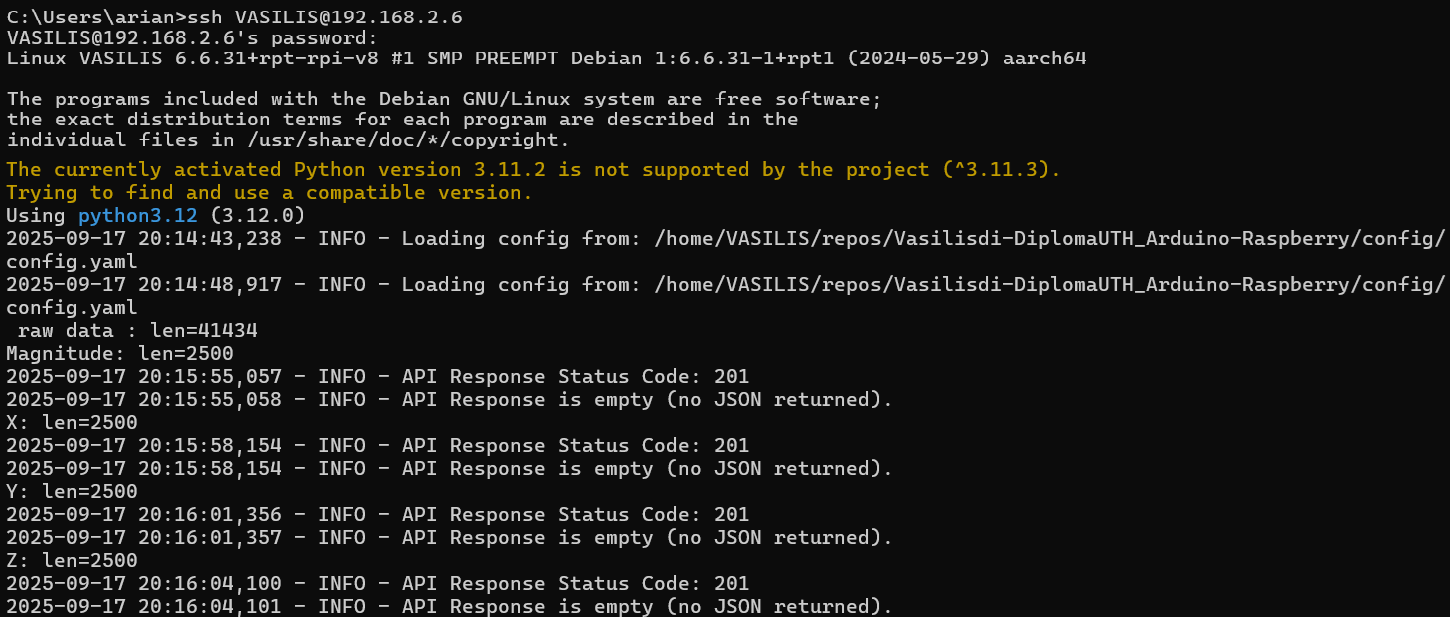 C:\Users\arian>ssh VASILIS@192.168.2.6
VASILIS@192.168.2.6's password:
Linux VASILIS 6.6.31+rpt-rpi-v8 #1 SMP PREEMPT Debian 1:6.6.31-1+rpt1 (2024-05-29) aarch64

The programs included with the Debian GNU/Linux system are free software;
the exact distribution terms for each program are described in the
individual files in /usr/share/doc/*/copyright.
The currently activated Python version 3.11.2 is not supported by the project (^3.11.3).
Trying to find and use a compatible version.
Using python3.12 (3.12.0)
2025-09-17 20:14:43,238 - INFO - Loading config from: /home/VASILIS/repos/Vasilisdi-DiplomaUTH_Arduino-Raspberry/config/
config.yaml
2025-09-17 20:14:48,917 - INFO - Loading config from: /home/VASILIS/repos/Vasilisdi-DiplomaUTH_Arduino-Raspberry/config/
config.yaml
 raw data : len=41434
Magnitude: len=2500
2025-09-17 20:15:55,057 - INFO - API Response Status Code: 201
2025-09-17 20:15:55,058 - INFO - API Response is empty (no JSON returned).
X: len=2500
2025-09-17 20:15:58,154 - INFO - API Response Status Code: 201
2025-09-17 20:15:58,154 - INFO - API Response is empty (no JSON returned).
Y: len=2500
2025-09-17 20:16:01,356 - INFO - API Response Status Code: 201
2025-09-17 20:16:01,357 - INFO - API Response is empty (no JSON returned).
Z: len=2500
2025-09-17 20:16:04,100 - INFO - API Response Status Code: 201
2025-09-17 20:16:04,101 - INFO - API Response is empty (no JSON returned).